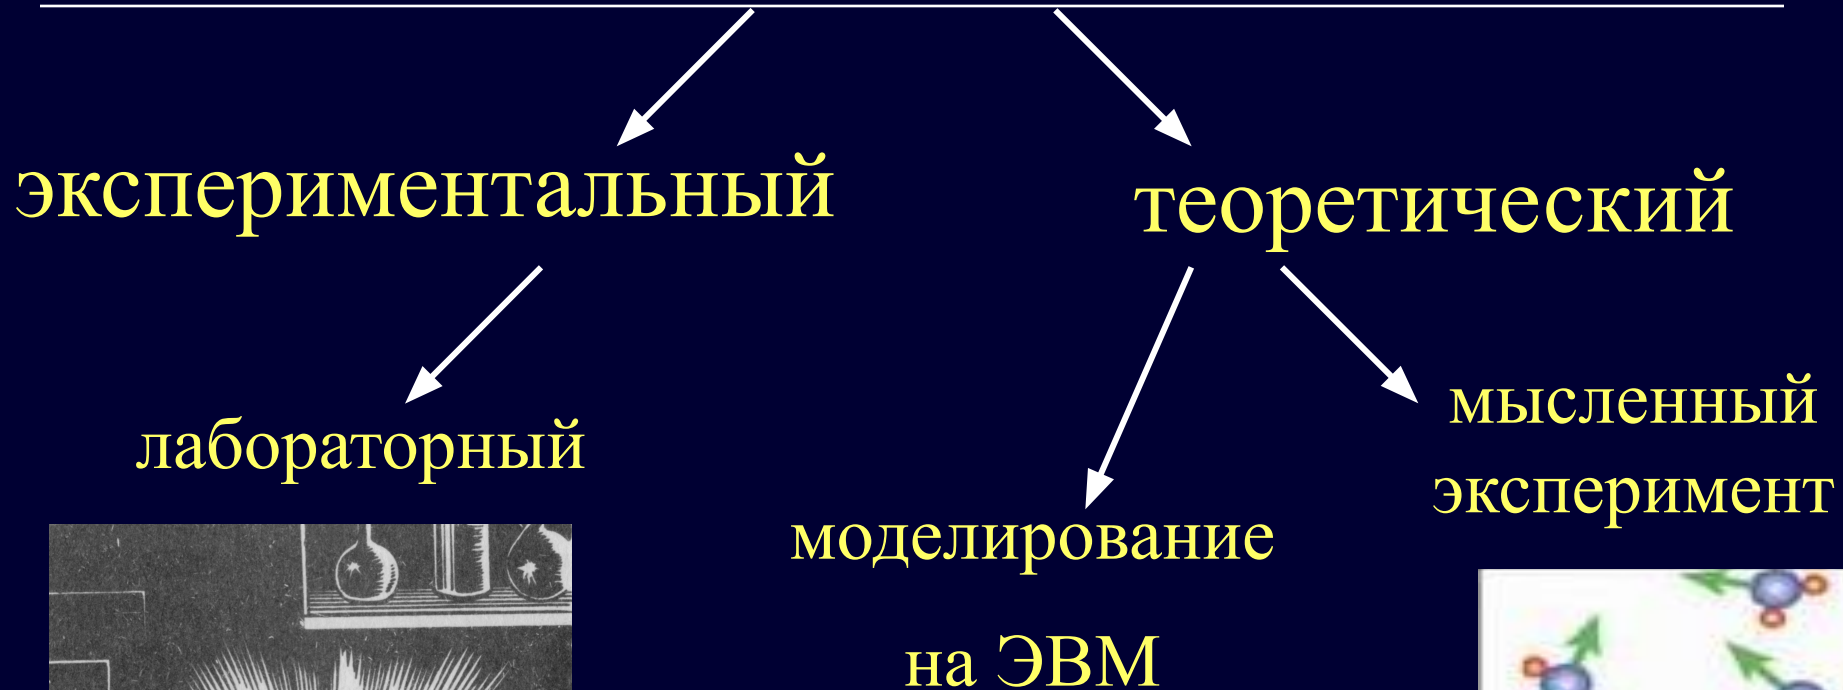 экспериментальный
теоретический
лабораторный
мысленный
эксперимент
моделирование
на ЭВМ